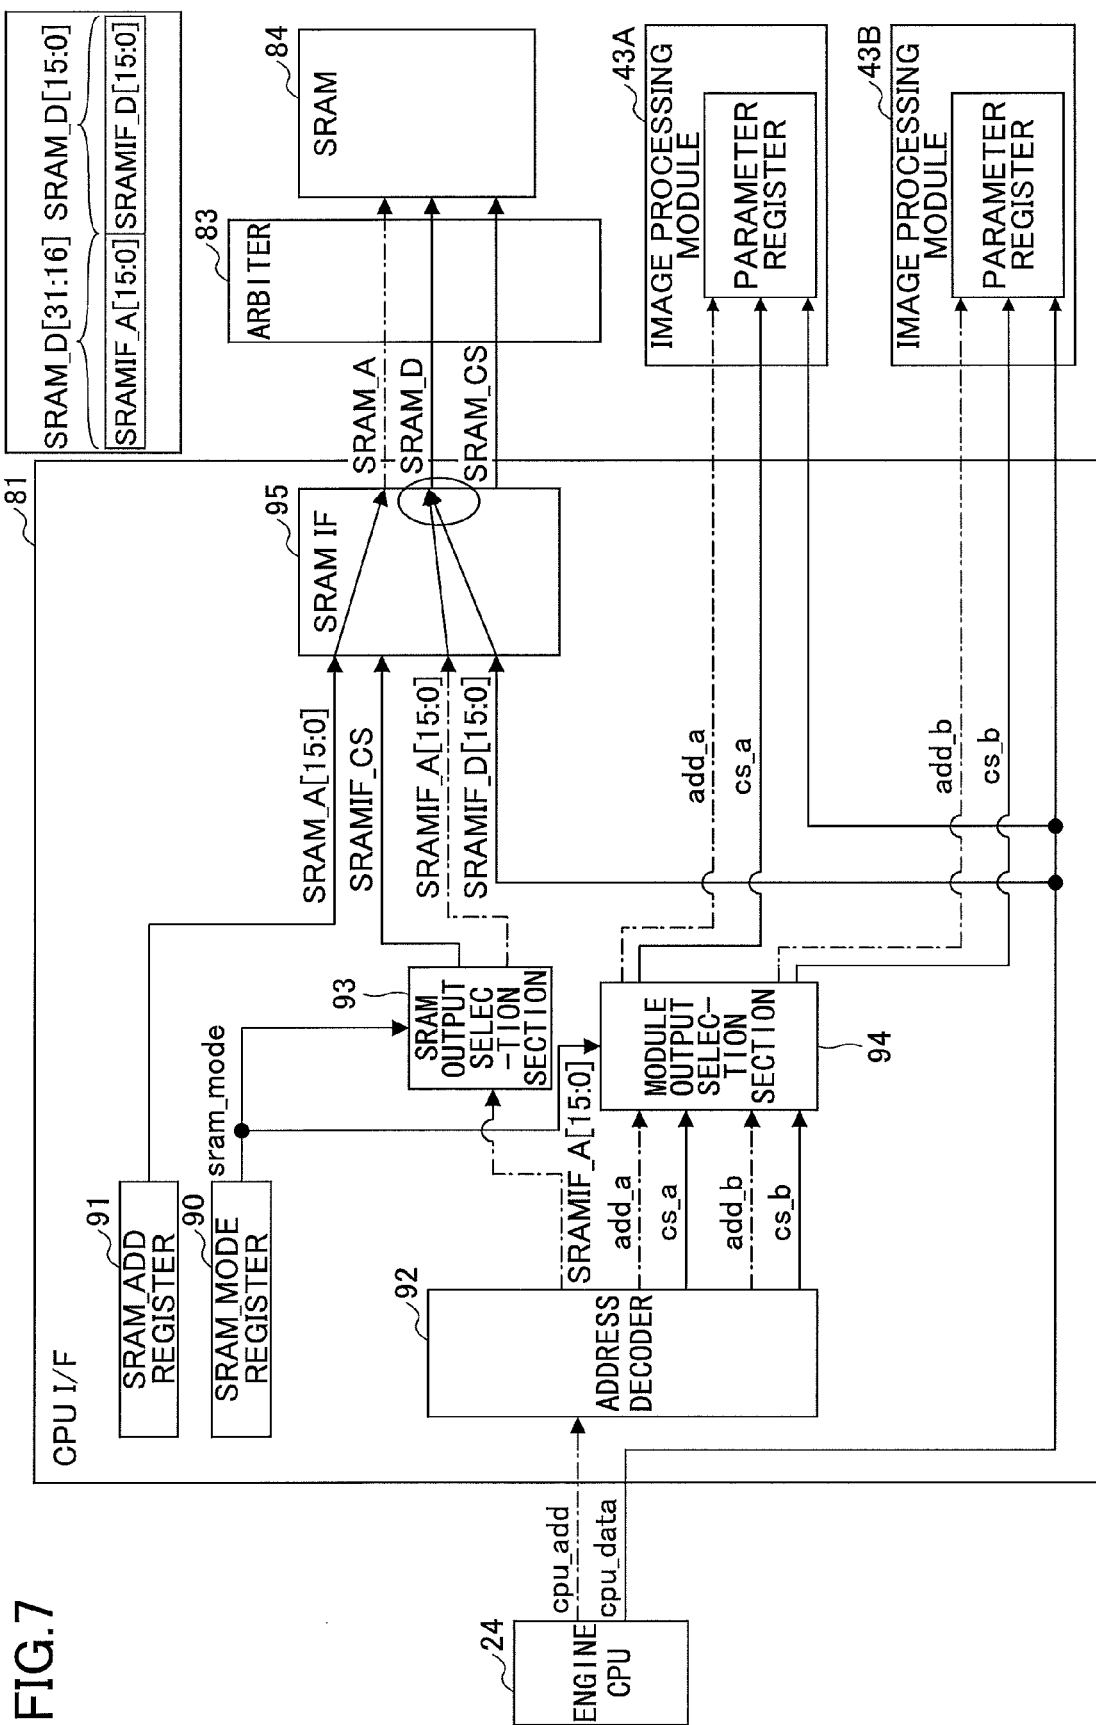 FIG.7
ENGINE
CPU
24
cpu_add
cpu_data
CPU I/F
81
SRAM_ADD
REGISTER
91
SRAM_MODE
REGISTER
90
sram_mode
ADDRESS
DECODER
92
SRAMIF_A[15:0]
add_a
cs_a
add_b
cs_b
SRAM
OUTPUT
SELEC
-TION
SECTION
93
MODULE
OUTPUT
SELEC-
TION
SECTION
94
SRAM_A[15:0]
SRAMIF_CS
SRAMIF_A[15:0]
SRAMIF_D[15:0]
add_a
cs_a
add_b
cs_b
SRAM IF
95
SRAM_A
SRAM_D
SRAM_CS
ARBITER
83
SRAM
84
SRAM_D[31:16] SRAM_D[15:0]
SRAMIF_A[15:0] SRAMIF_D[15:0]
IMAGE PROCESSING
MODULE
43A
PARAMETER
REGISTER
IMAGE PROCESSING
MODULE
43B
PARAMETER
REGISTER